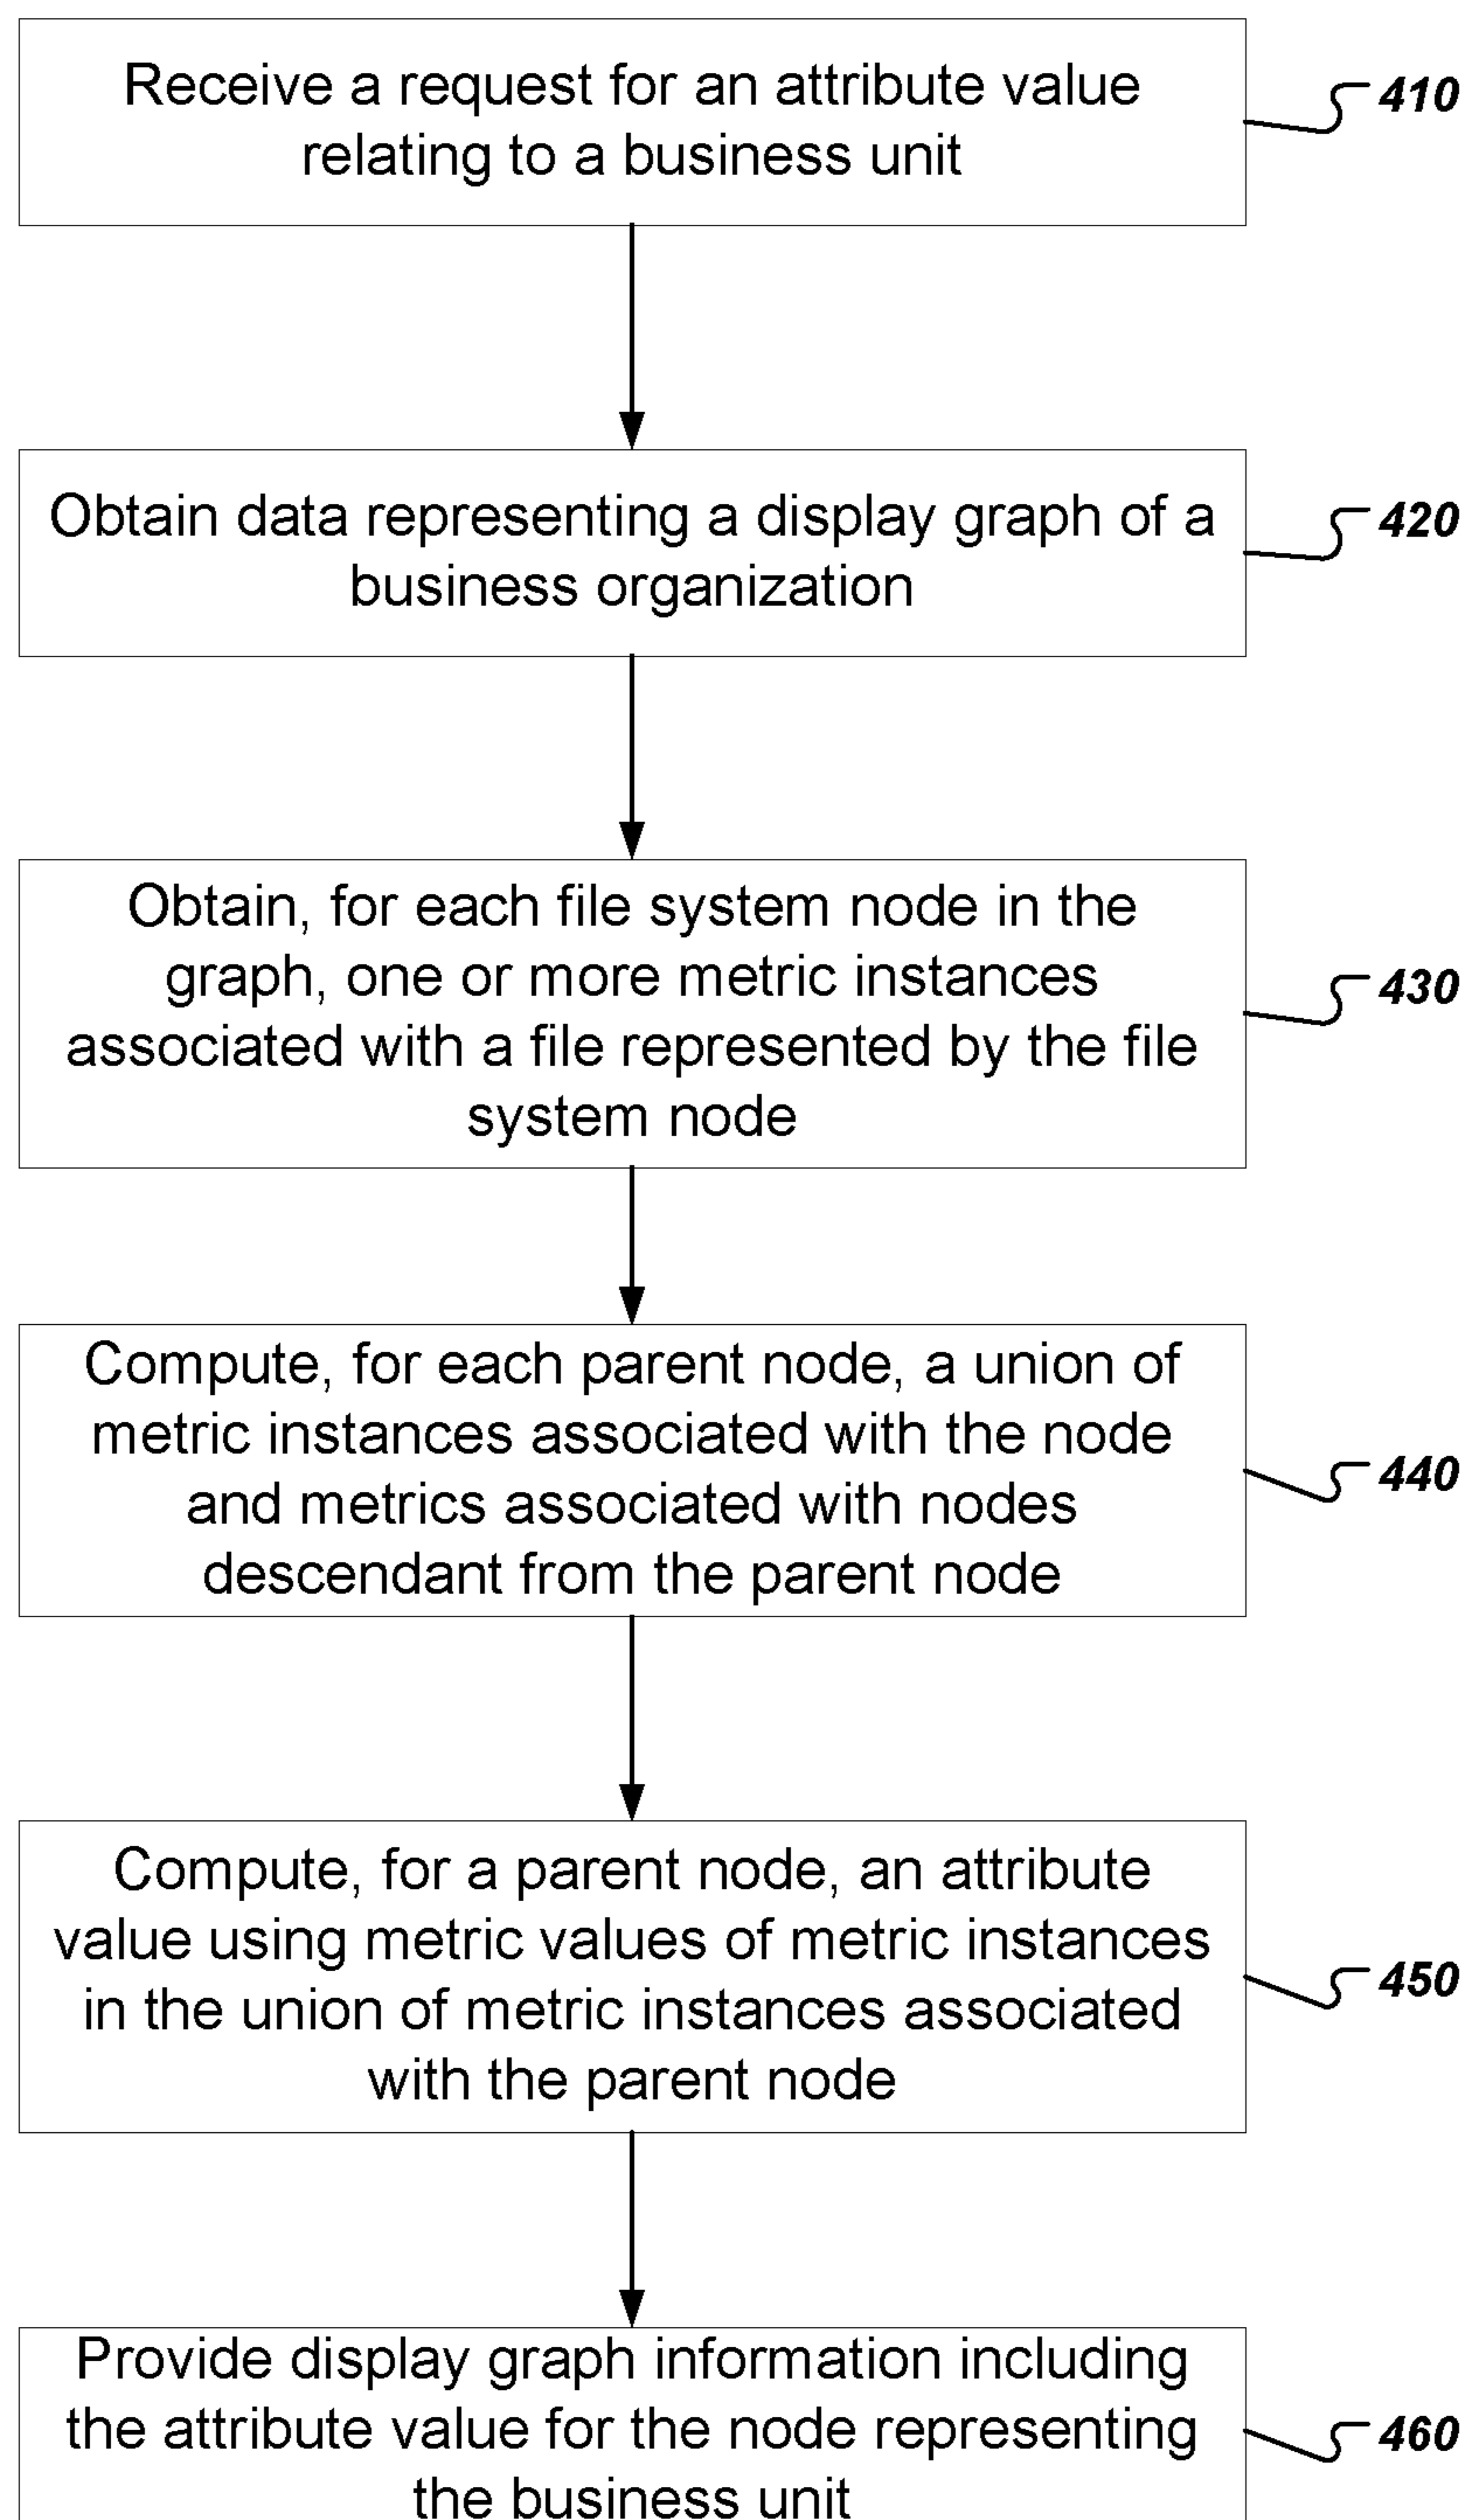 Receive a request for an attribute value
relating to a business unit
410
Obtain data representing a display graph of a
business organization
420
Obtain, for each file system node in the
graph, one or more metric instances
associated with a file represented by the file
system node
430
Compute, for each parent node, a union of
metric instances associated with the node
and metrics associated with nodes
descendant from the parent node
440
Compute, for a parent node, an attribute
value using metric values of metric instances
in the union of metric instances associated
with the parent node
450
Provide display graph information including
the attribute value for the node representing
the business unit
460